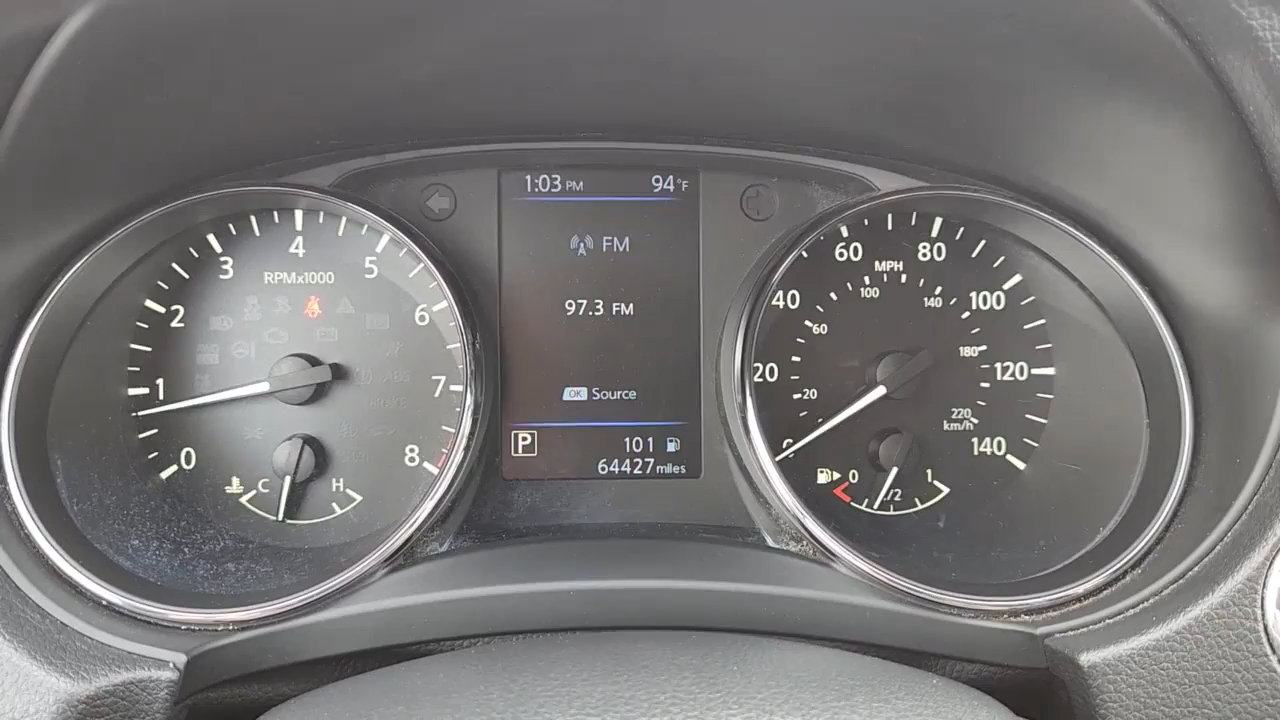 1:03 PM 94°F
FM
97.3 FM
OK Source
P 101
64427 miles
RPMx1000
0 1 2 3 4 5 6 7 8
C H
MPH
0 20 40 60 80 100 120 140
20 60 100 140 180 220
km/h
0 1/2 1